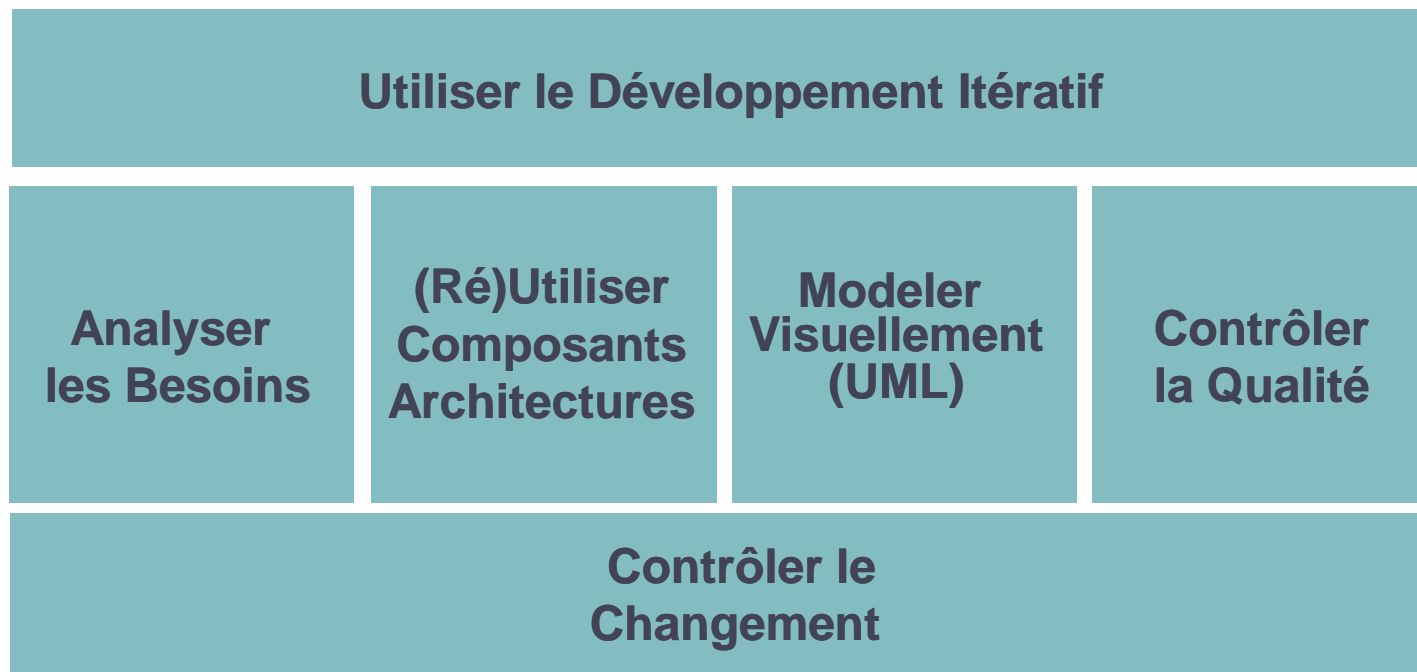 Utiliser le Développement Itératif
Analyser
les Besoins
(Ré)Utiliser
Composants
Architectures
Modeler
Visuellement
(UML)
Contrôler
la Qualité
Contrôler le
Changement